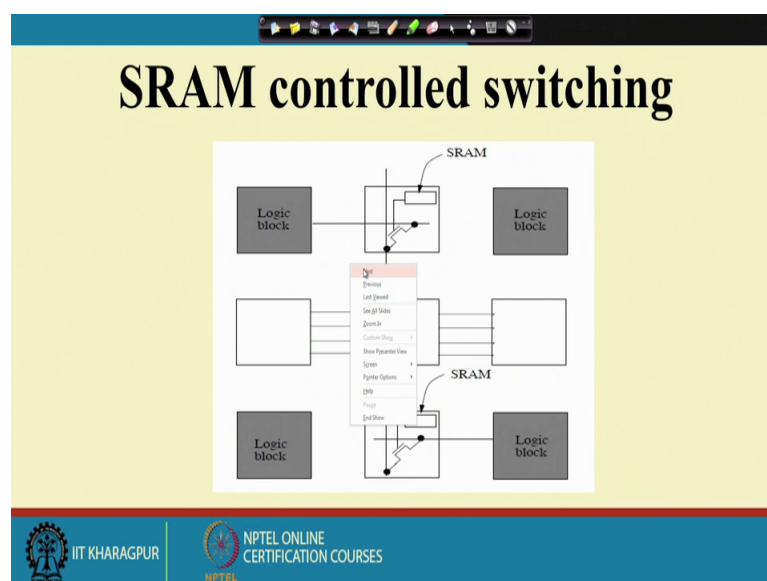 SRAM controlled switching
SRAM
Logic
block
Logic
block
Next
Previous
Last Viewed
See All Slides
Zoom In
Custom Show
Show Presenter View
Screen
Pointer Options
Help
Pause
End Show
SRAM
Logic
block
Logic
block
IIT KHARAGPUR
NPTEL ONLINE
CERTIFICATION COURSES
NPTEL